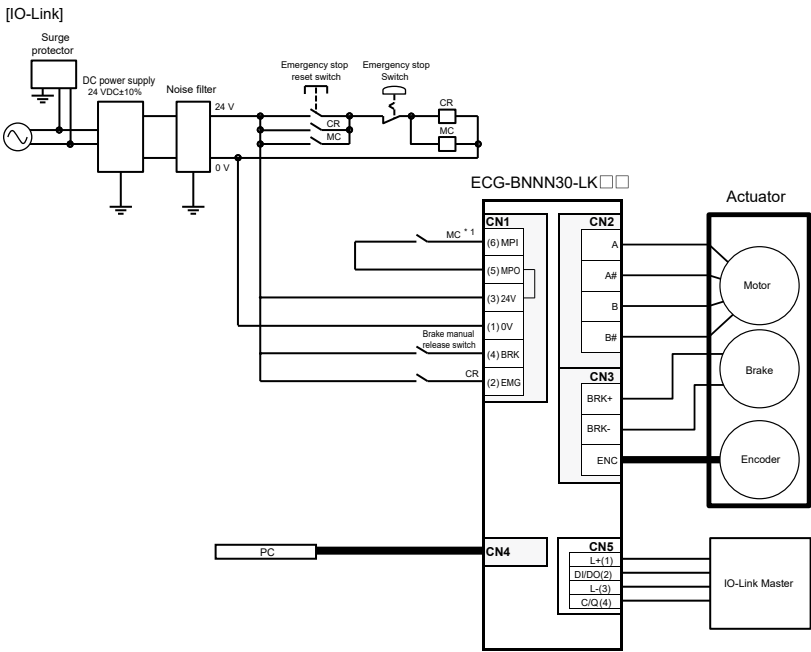 [IO-Link]
Surge
protector
DC power supply
24 VDC±10%
Noise filter
24 V
0 V
Emergency stop
reset switch
Emergency stop
Switch
CR
MC
CR
MC
ECG-BNNN30-LK□□
Actuator
CN1
MC *1
(6) MPI
(5) MPO
(3) 24V
(1) 0V
Brake manual
release switch
(4) BRK
CR
(2) EMG
CN2
A
A#
B
B#
CN3
BRK+
BRK-
ENC
Motor
Brake
Encoder
PC
CN4
CN5
L+(1)
DI/DO(2)
L-(3)
C/Q(4)
IO-Link Master